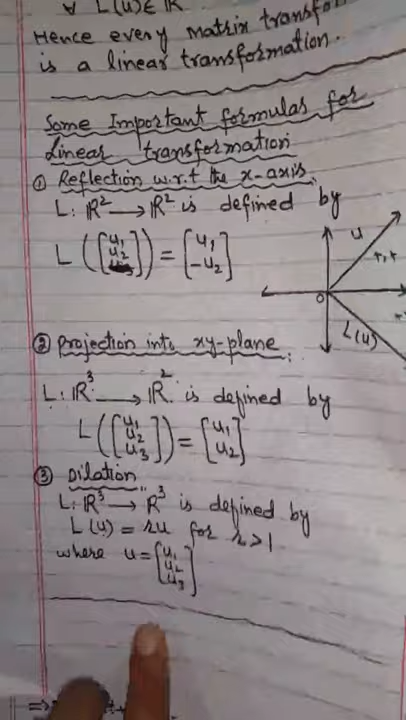 ∀ L(u) ∈ R
Hence every matrix transfo
is a linear transformation.
Some Important formulas for
Linear transformation
① Reflection w.r.t the x-axis.
L: R² → R² is defined by
L([u₁ u₂]) = [u₁ -u₂]
u
+,+
0
L(u)
② Projection into xy-plane
L: R³ → R² is defined by
L([u₁ u₂ u₃]) = [u₁ u₂]
③ Dilation
L: R³ → R³ is defined by
L(u) = ru for r>1
where u = [u₁ u₂ u₃]